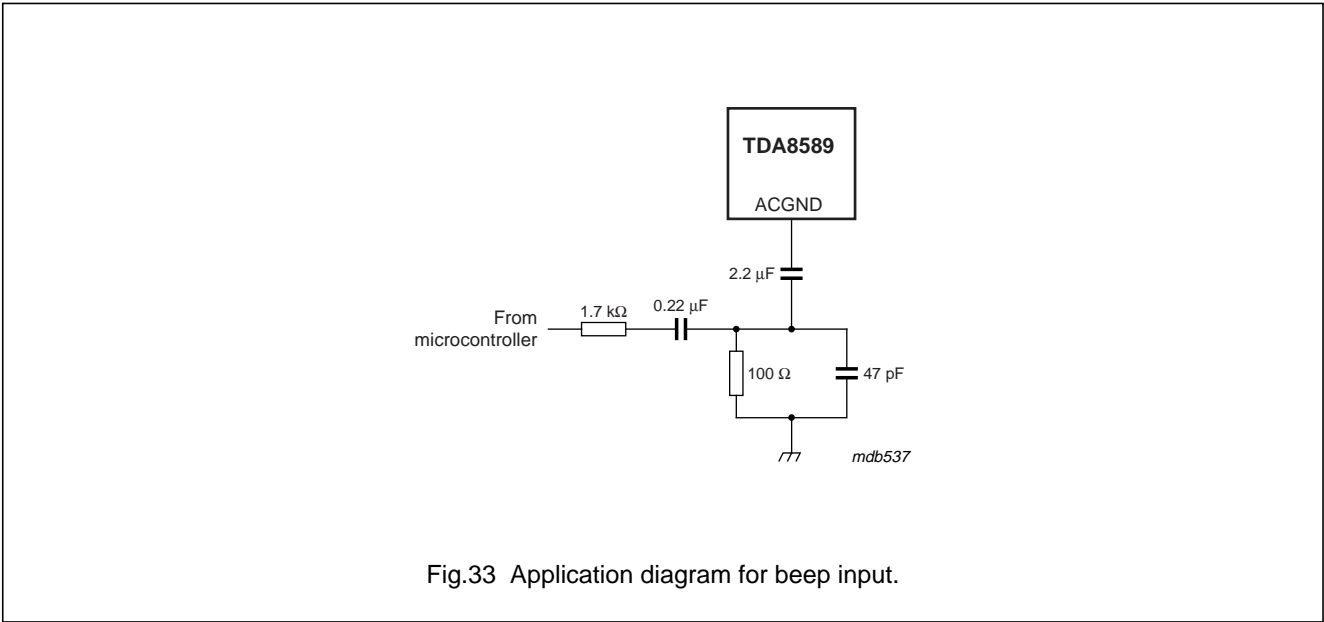 TDA8589
ACGND
2.2 μF
From
microcontroller
1.7 kΩ
0.22 μF
100 Ω
47 pF
mdb537
Fig.33 Application diagram for beep input.